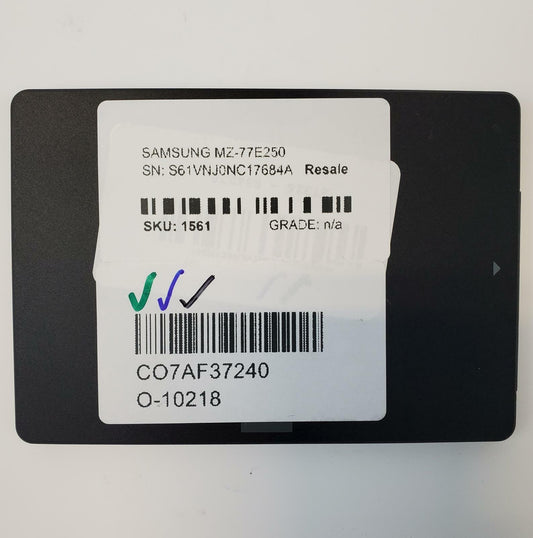 SAMSUNG MZ-77E250
SN: S61VNJ0NC17684A Resale
SKU: 1561 GRADE: n/a
CO7AF37240
O-10218